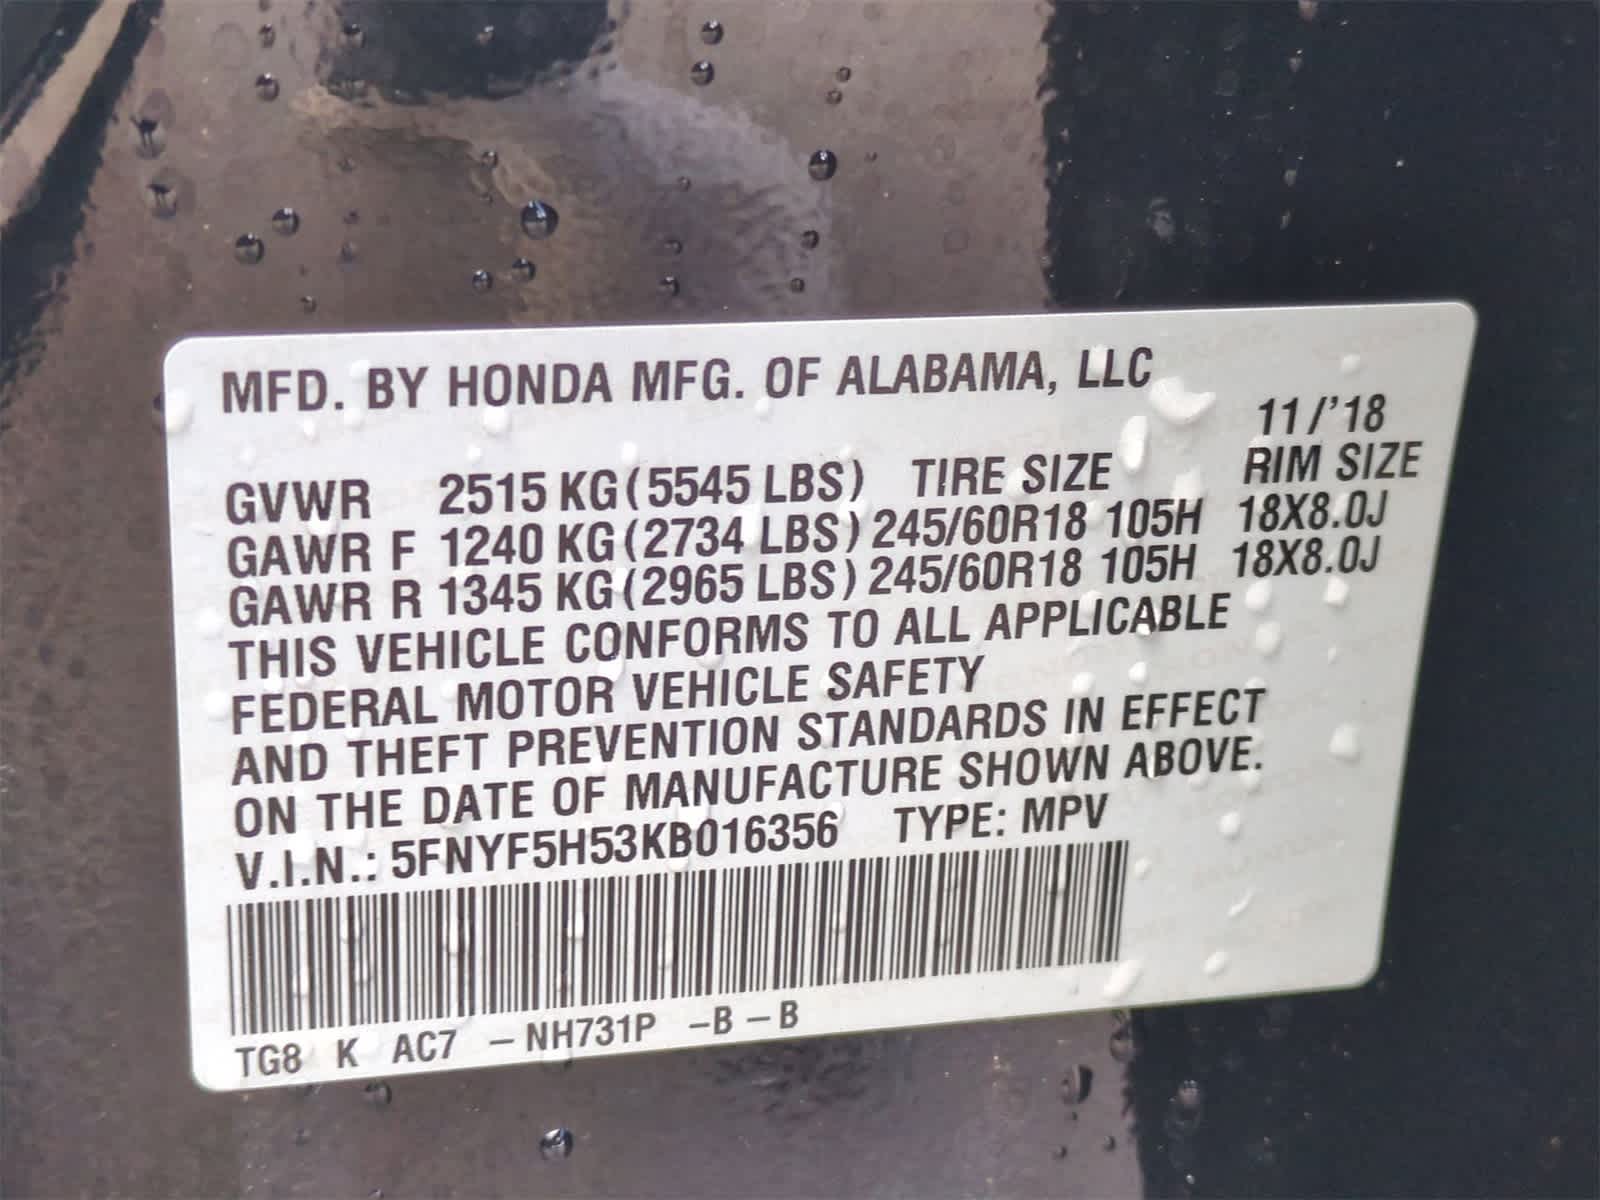 MFD. BY HONDA MFG. OF ALABAMA, LLC
11/'18
GVWR 2515 KG (5545 LBS) TIRE SIZE RIM SIZE
GAWR F 1240 KG (2734 LBS) 245/60R18 105H 18X8.0J
GAWR R 1345 KG (2965 LBS) 245/60R18 105H 18X8.0J
THIS VEHICLE CONFORMS TO ALL APPLICABLE
FEDERAL MOTOR VEHICLE SAFETY
AND THEFT PREVENTION STANDARDS IN EFFECT
ON THE DATE OF MANUFACTURE SHOWN ABOVE.
V.I.N.: 5FNYF5H53KB016356 TYPE: MPV
TG8 K AC7 –NH731P –B–B